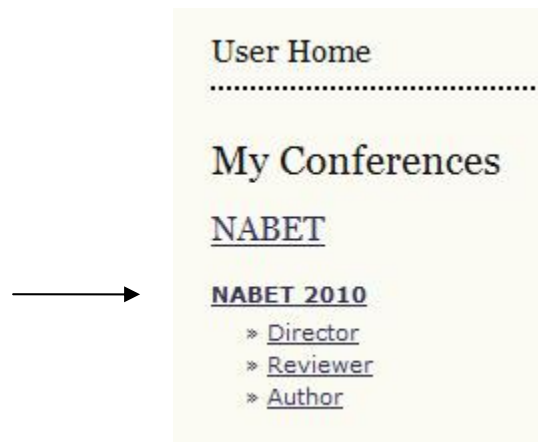 User Home
My Conferences
NABET
NABET 2010
» Director
» Reviewer
» Author